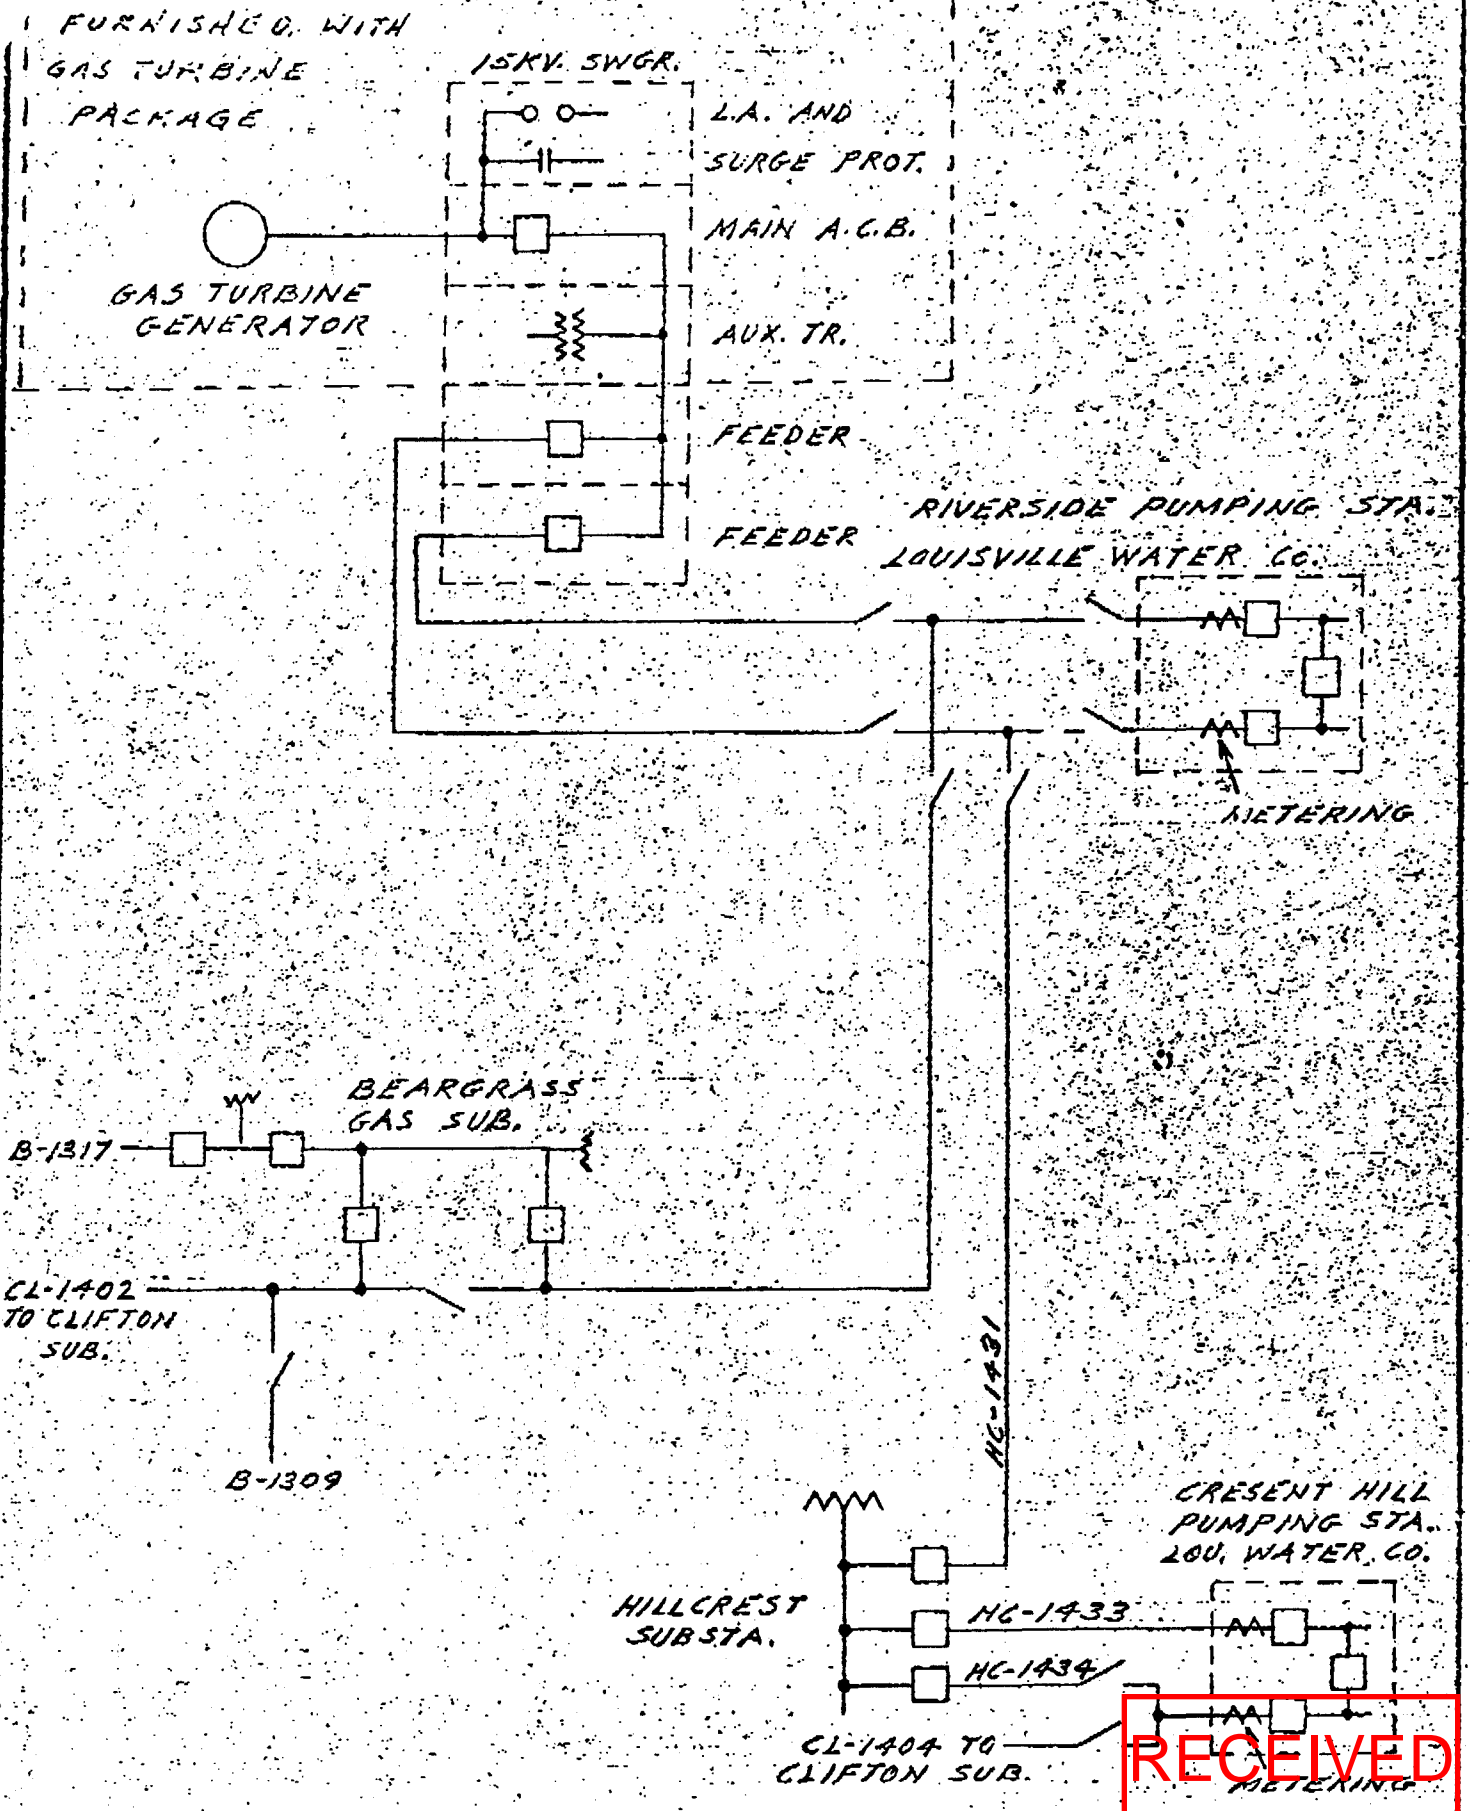 FURNISHED WITH
GAS TURBINE
PACKAGE
15KV. SWGR.
L.A. AND
SURGE PROT.
MAIN A.C.B.
GAS TURBINE
GENERATOR
AUX. TR.
FEEDER
FEEDER
RIVERSIDE PUMPING STA.
LOUISVILLE WATER CO.
METERING
BEARGRASS
GAS SUB.
B-1317
CL-1402
TO CLIFTON
SUB.
B-1309
HC-1431
CRESENT HILL
PUMPING STA.
LOU. WATER CO.
HILLCREST
SUBSTA.
HC-1433
HC-1434
CL-1404 TO
CLIFTON SUB.
RECEIVED
METERING